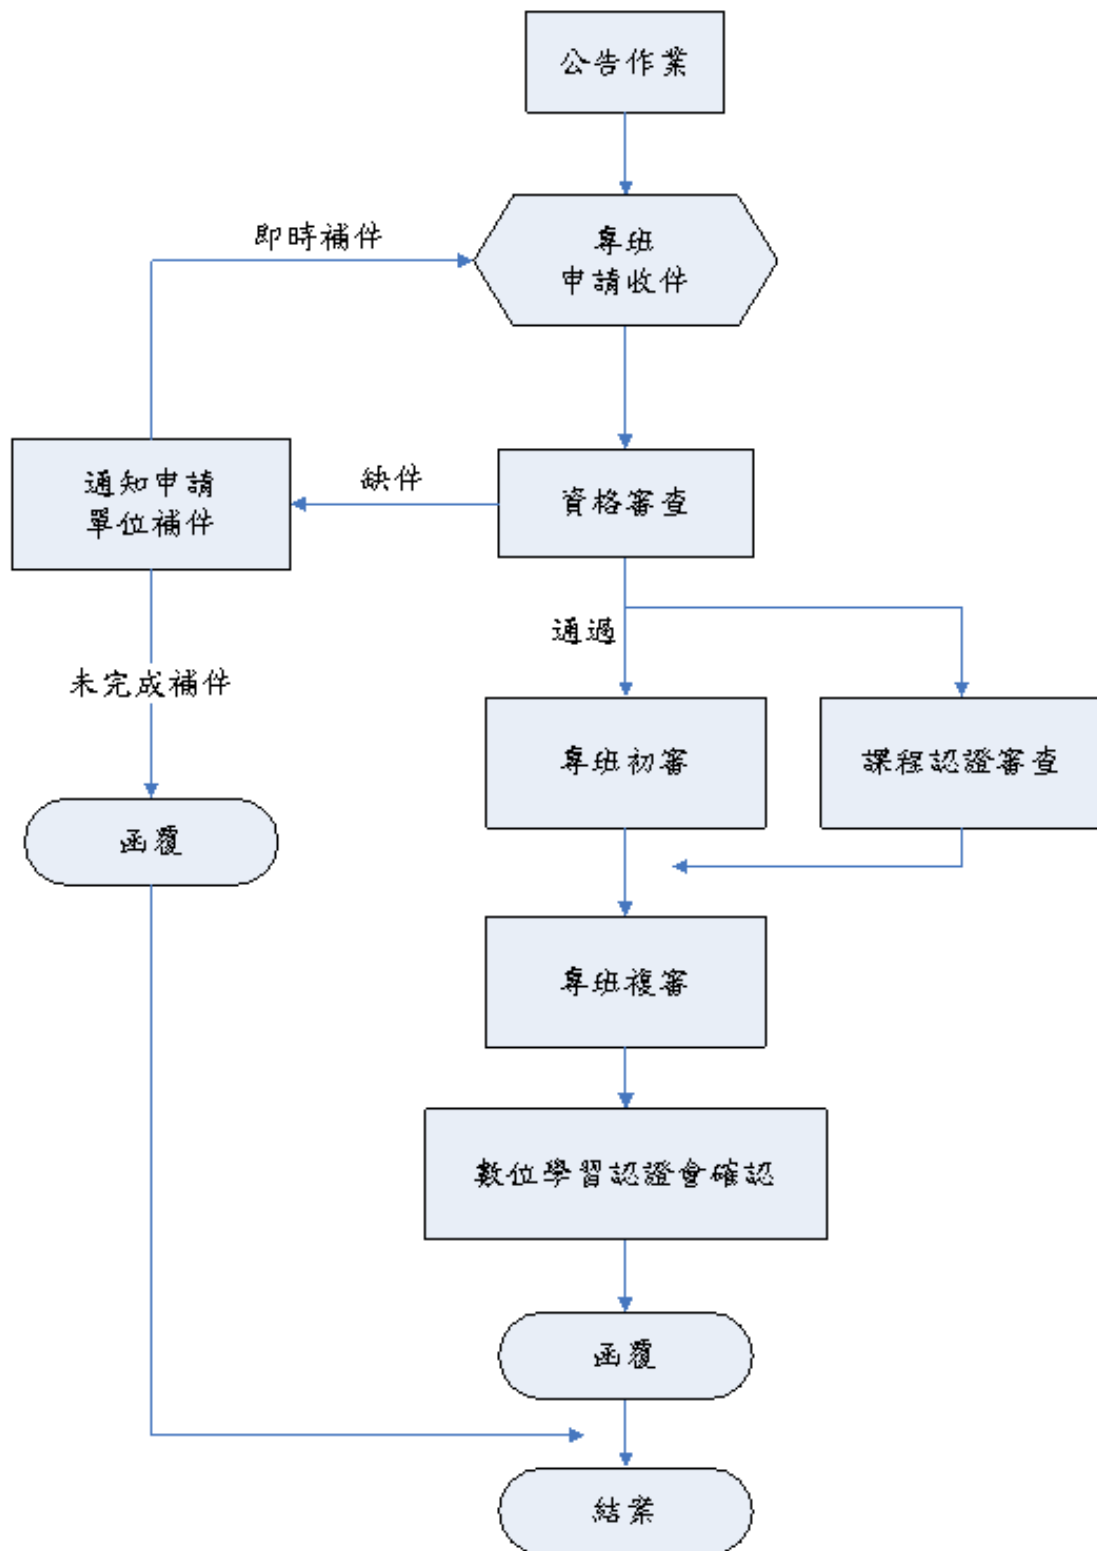 公告作業
即時補件
專班
申請收件
通知申請
單位補件
缺件
資格審查
通過
未完成補件
專班初審
課程認證審查
函覆
專班複審
數位學習認證會確認
函覆
結案